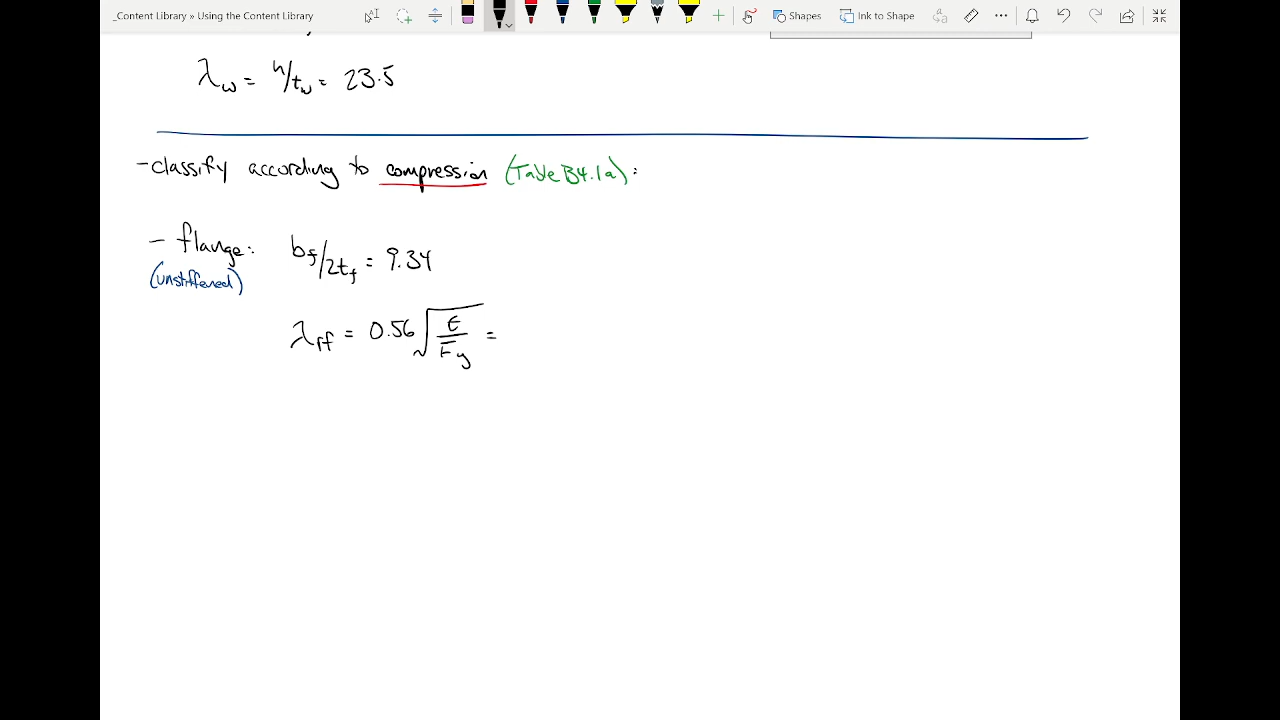 _Content Library » Using the Content Library
Shapes
Ink to Shape
λw = h/tw = 23.5
-classify according to compression (Table B4.1a):
- flange: bf/2tf = 9.34
(unstiffened)
λrf = 0.56 √(E/Fy) =